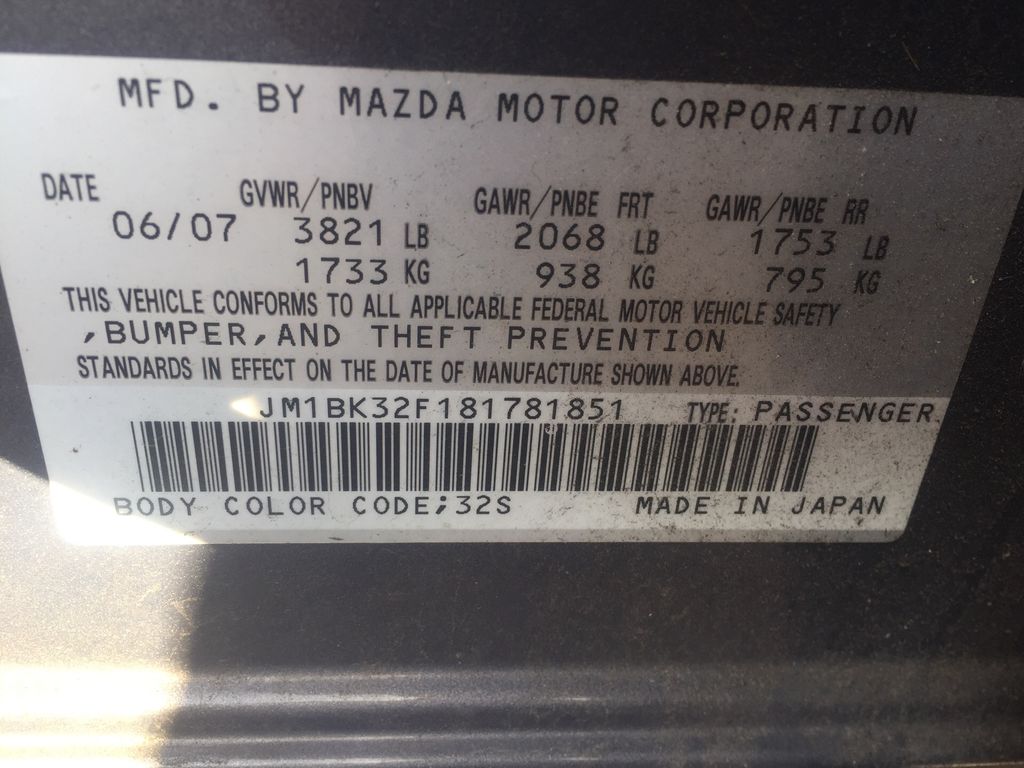 MFD. BY MAZDA MOTOR CORPORATION
DATE GVWR/PNBV GAWR/PNBE FRT GAWR/PNBE RR
06/07 3821 LB 2068 LB 1753 LB
1733 KG 938 KG 795 KG
THIS VEHICLE CONFORMS TO ALL APPLICABLE FEDERAL MOTOR VEHICLE SAFETY
,BUMPER,AND THEFT PREVENTION
STANDARDS IN EFFECT ON THE DATE OF MANUFACTURE SHOWN ABOVE.
JM1BK32F181781851 TYPE: PASSENGER
BODY COLOR CODE;32S MADE IN JAPAN